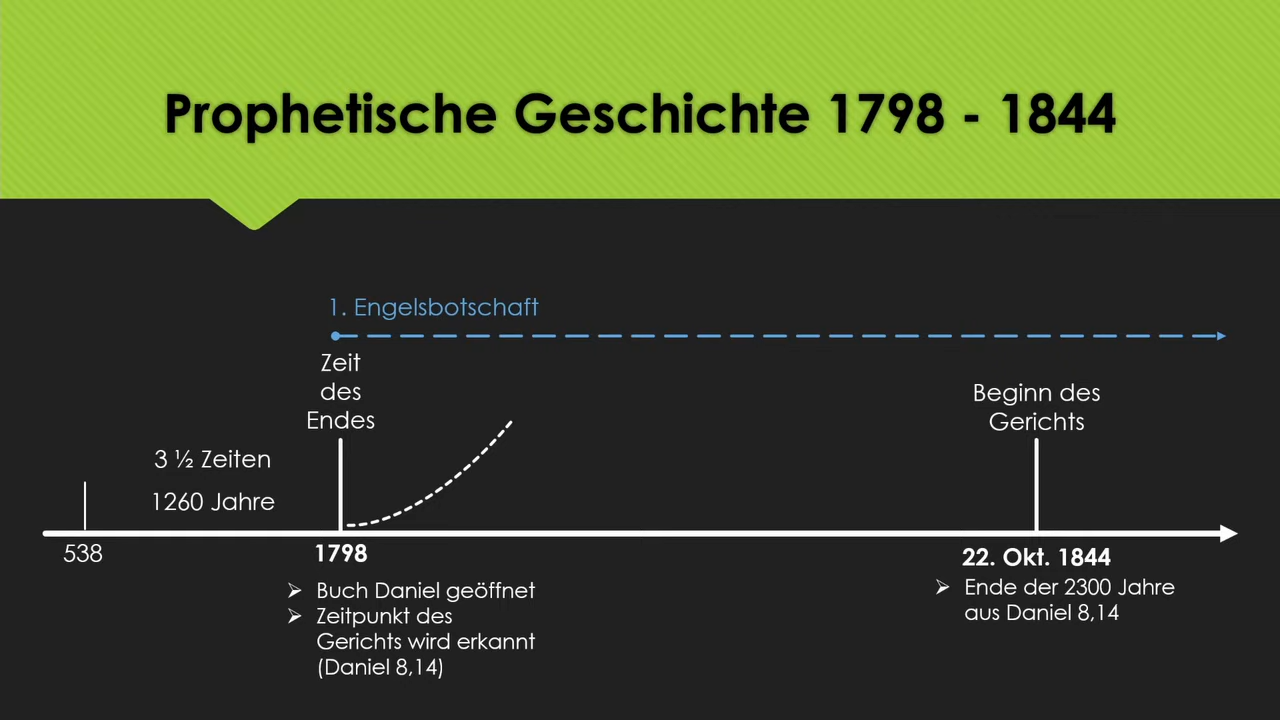 Prophetische Geschichte 1798 - 1844
1. Engelsbotschaft
Zeit
des
Endes
Beginn des
Gerichts
3 ½ Zeiten
1260 Jahre
538
1798
22. Okt. 1844
➢ Buch Daniel geöffnet
➢ Zeitpunkt des
Gerichts wird erkannt
(Daniel 8,14)
➢ Ende der 2300 Jahre
aus Daniel 8,14